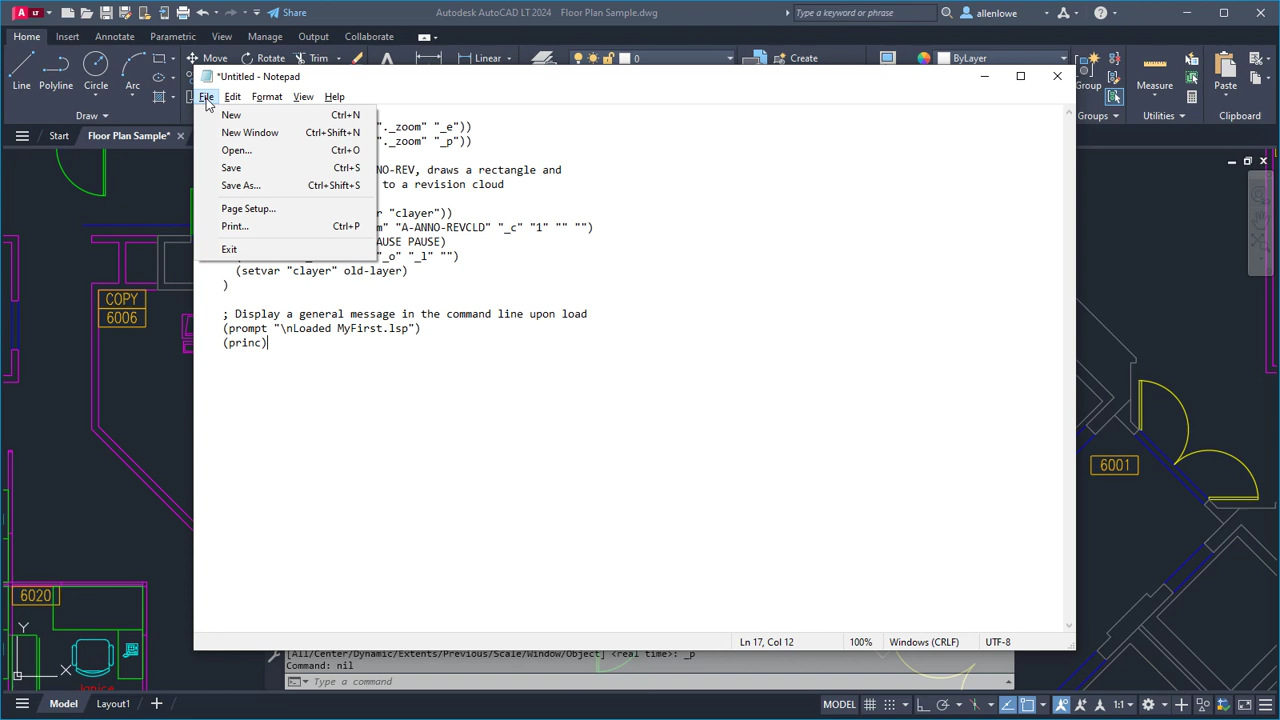 LT
Share
Autodesk AutoCAD LT 2024 Floor Plan Sample.dwg
Type a keyword or phrase
allenlowe
Home Insert Annotate Parametric View Manage Output Collaborate
Move Rotate Trim Linear 0 Create ByLayer
Line Polyline Circle Arc Group Measure Paste
Draw Groups Utilities Clipboard
Start Floor Plan Sample*
*Untitled - Notepad
File Edit Format View Help
New Ctrl+N
New Window Ctrl+Shift+N
Open... Ctrl+O
Save Ctrl+S
Save As... Ctrl+Shift+S
Page Setup... 
Print... Ctrl+P
Exit
"._zoom" "_e"))
"._zoom" "_p"))
NO-REV, draws a rectangle and
to a revision cloud
r "clayer"))
m" "A-ANNO-REVCLD" "_c" "1" "" "")
AUSE PAUSE)
"_o" "_l" "")
(setvar "clayer" old-layer)
)
; Display a general message in the command line upon load
(prompt "\nLoaded MyFirst.lsp")
(princ)
Ln 17, Col 12 100% Windows (CRLF) UTF-8
COPY
6006
6001
6020
Y
X
janice
[All/Center/Dynamic/Extents/Previous/Scale/Window/Object] <real time>: _p
Command: nil
Type a command
Model Layout1
MODEL 1:1